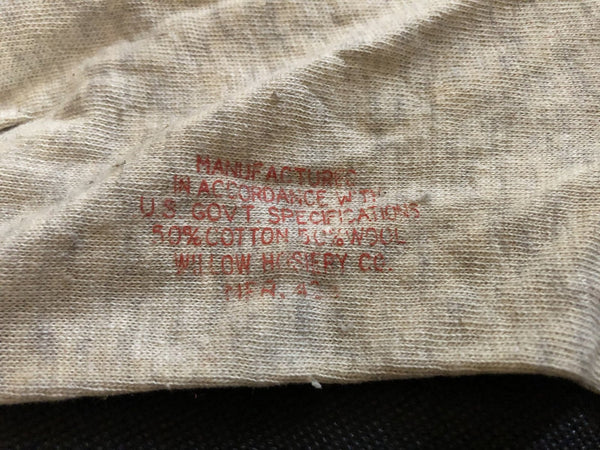 MANUFACTURED
IN ACCORDANCE WITH
U.S GOVT SPECIFICATIONS
50% COTTON 50% WOOL
WILLOW HOSIERY CO.